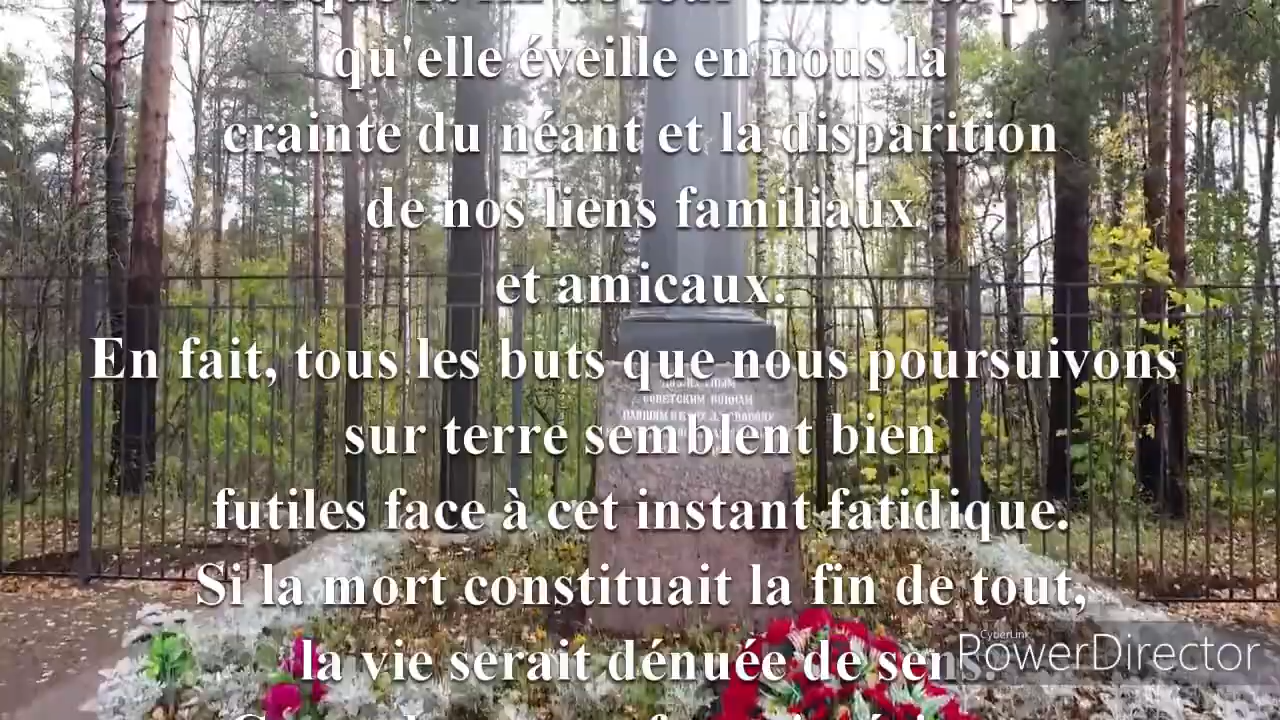 qu'elle éveille en nous la
crainte du néant et la disparition
de nos liens familiaux
et amicaux.
En fait, tous les buts que nous poursuivons
sur terre semblent bien
futiles face à cet instant fatidique.
Si la mort constituait la fin de tout,
la vie serait dénuée de sens.
СОВЕТСКИМ ВОИНАМ
CyberLink
PowerDirector